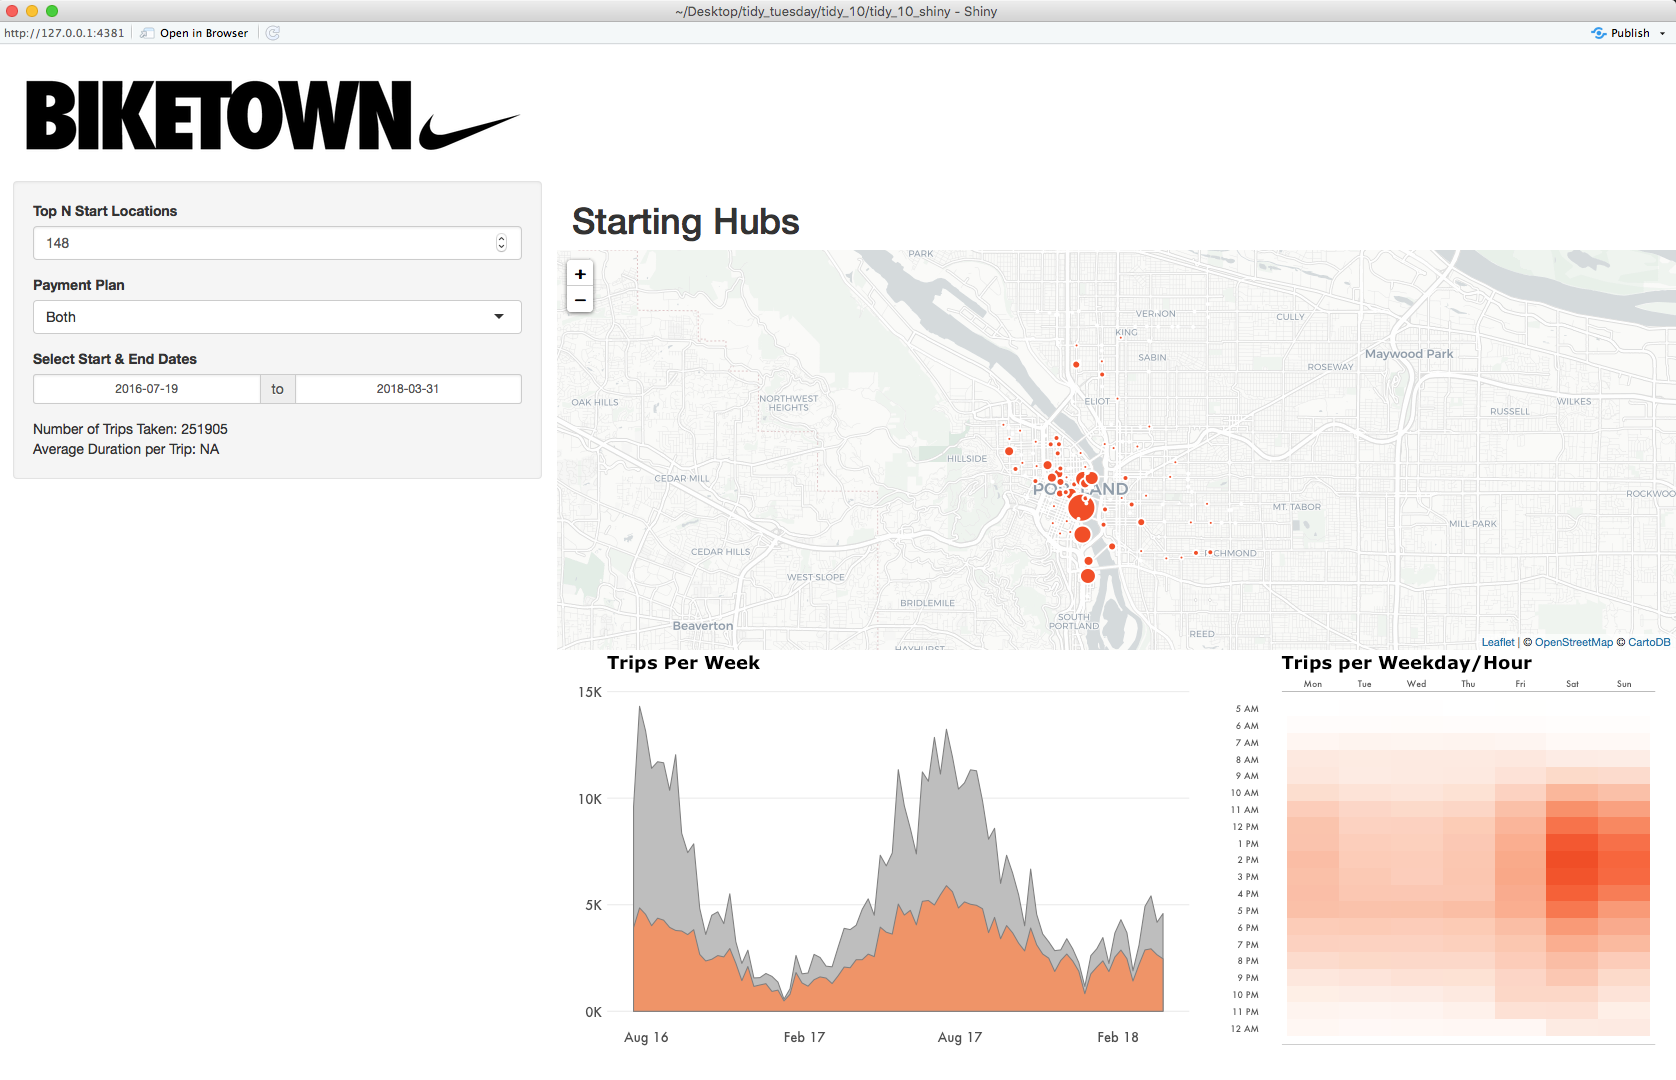 ~/Desktop/tidy_tuesday/tidy_10/tidy_10_shiny - Shiny
http://127.0.0.1:4381 Open in Browser Publish
BIKETOWN
Top N Start Locations
148
Payment Plan
Both
Select Start & End Dates
2016-07-19 to 2018-03-31
Number of Trips Taken: 251905
Average Duration per Trip: NA
Starting Hubs
+
−
PARK
VERNON
CULLY
KING
SABIN
Maywood Park
ROSEWAY
OAK HILLS
NORTHWEST
HEIGHTS
ELIOT
WILKES
RUSSELL
HILLSIDE
CEDAR MILL
PORTLAND
ROCKWOO
MT. TABOR
MILL PARK
CEDAR HILLS
RICHMOND
WEST SLOPE
BRIDLEMILE
SOUTH
PORTLAND
Beaverton
REED
HAYHURST
Leaflet | © OpenStreetMap © CartoDB
Trips Per Week
15K
10K
5K
0K
Aug 16 Feb 17 Aug 17 Feb 18
Trips per Weekday/Hour
Mon Tue Wed Thu Fri Sat Sun
5 AM
6 AM
7 AM
8 AM
9 AM
10 AM
11 AM
12 PM
1 PM
2 PM
3 PM
4 PM
5 PM
6 PM
7 PM
8 PM
9 PM
10 PM
11 PM
12 AM